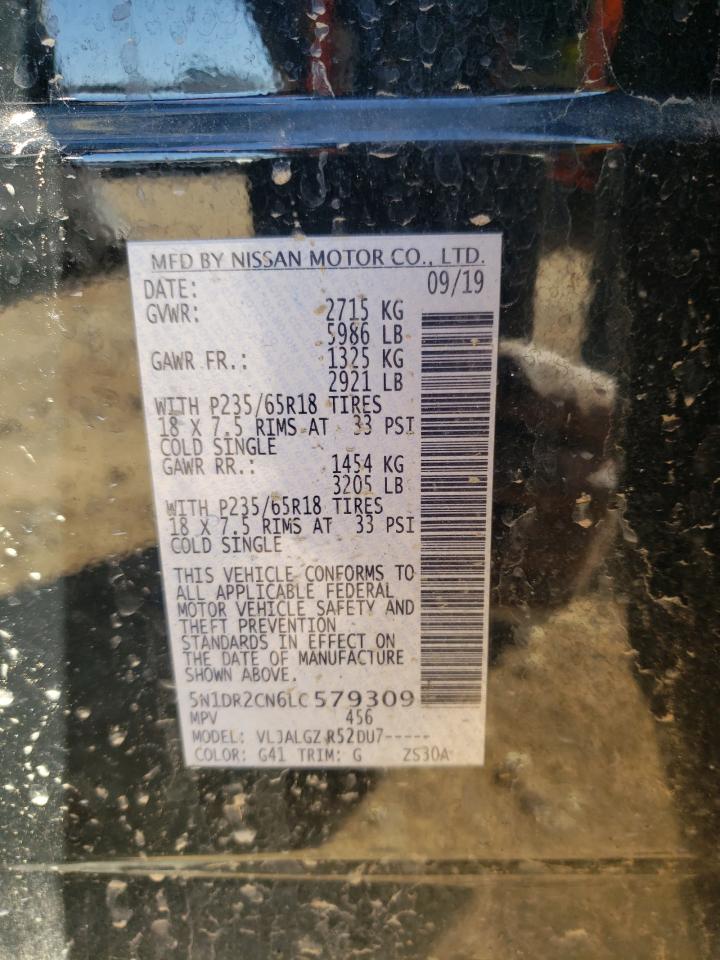 MFD BY NISSAN MOTOR CO., LTD.
DATE: 09/19
GVWR: 2715 KG
5986 LB
GAWR FR.: 1325 KG
2921 LB
WITH P235/65R18 TIRES
18 X 7.5 RIMS AT 33 PSI
COLD SINGLE
GAWR RR.: 1454 KG
3205 LB
WITH P235/65R18 TIRES
18 X 7.5 RIMS AT 33 PSI
COLD SINGLE
THIS VEHICLE CONFORMS TO
ALL APPLICABLE FEDERAL
MOTOR VEHICLE SAFETY AND
THEFT PREVENTION
STANDARDS IN EFFECT ON
THE DATE OF MANUFACTURE
SHOWN ABOVE.
5N1DR2CN6LC579309
MPV 456
MODEL: VLJALGZ R52DU7-----
COLOR: G41 TRIM: G ZS30A